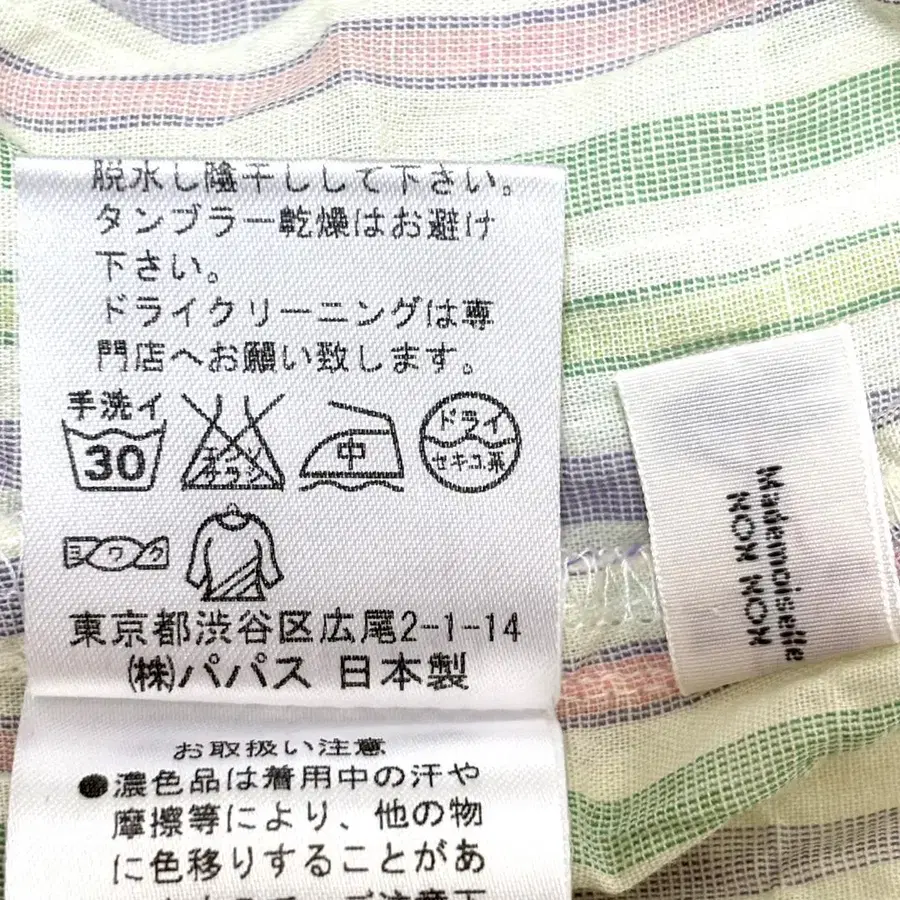 脱水し陰干しして下さい。
タンブラー乾燥はお避け
下さい。
ドライクリーニングは専
門店へお願い致します。
手洗イ
30
エンソ
サラシ
中
ドライ
セキユ系
ヨワク
東京都渋谷区広尾2-1-14
(株)パパス 日本製
お取扱い注意
●濃色品は着用中の汗や
摩擦等により、他の物
に色移りすることがあ
Mademoiselle
NON NON